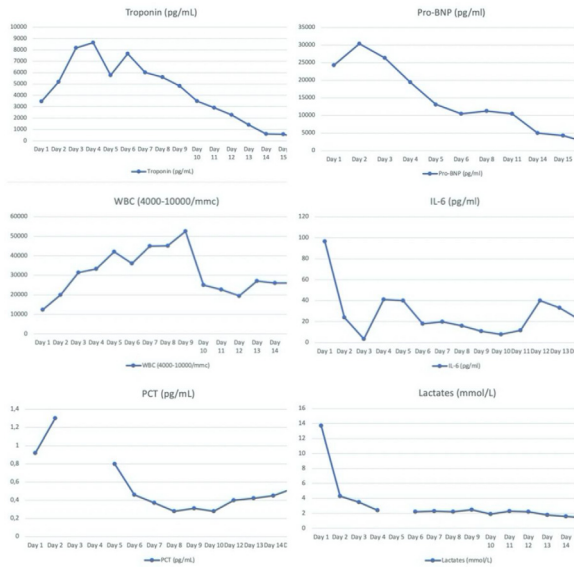 Troponin (pg/mL)
10000
9000
8000
7000
6000
5000
4000
3000
2000
1000
0
Day 1 Day 2 Day 3 Day 4 Day 5 Day 6 Day 7 Day 8 Day 9 Day 10 Day 11 Day 12 Day 13 Day 14 Day 15
Troponin (pg/mL)
Pro-BNP (pg/ml)
35000
30000
25000
20000
15000
10000
5000
0
Day 1 Day 2 Day 3 Day 4 Day 5 Day 6 Day 8 Day 11 Day 14 Day 15
Pro-BNP (pg/ml)
WBC (4000-10000/mmc)
60000
50000
40000
30000
20000
10000
0
Day 1 Day 2 Day 3 Day 4 Day 5 Day 6 Day 7 Day 8 Day 9 Day 10 Day 11 Day 12 Day 13 Day 14
WBC (4000-10000/mmc)
IL-6 (pg/ml)
120
100
80
60
40
20
0
Day 1 Day 2 Day 3 Day 4 Day 5 Day 6 Day 7 Day 8 Day 9 Day 10 Day 11 Day 12 Day 13 D
IL-6 (pg/ml)
PCT (pg/mL)
1,4
1,2
1
0,8
0,6
0,4
0,2
0
Day 1 Day 2 Day 3 Day 4 Day 5 Day 6 Day 7 Day 8 Day 9 Day 10 Day 11 Day 12 Day 13 Day 14 D
PCT (pg/mL)
Lactates (mmol/L)
16
14
12
10
8
6
4
2
0
Day 1 Day 2 Day 3 Day 4 Day 5 Day 6 Day 7 Day 8 Day 9 Day 10 Day 11 Day 12 Day 13 Day 14
Lactates (mmol/L)